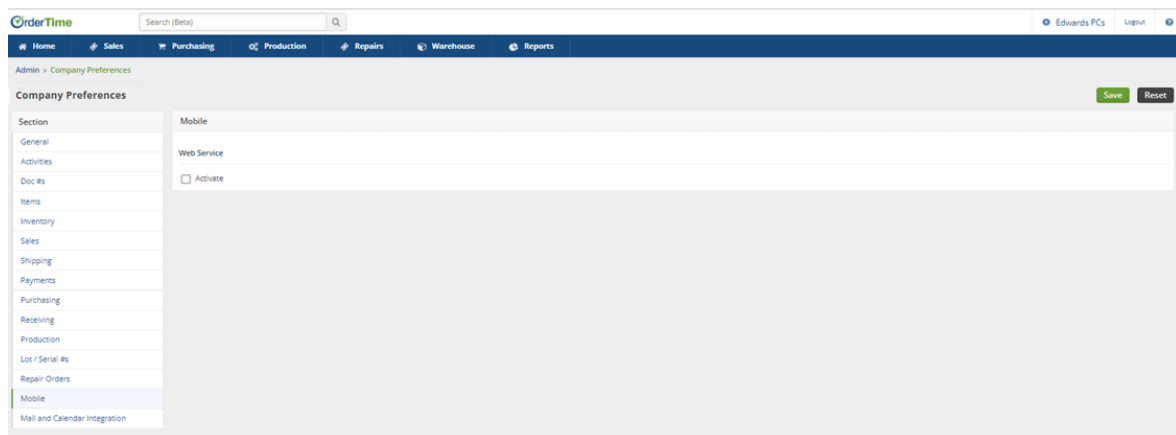 OrderTime
Search (Beta)
Edwards PCs Logout
Home Sales Purchasing Production Repairs Warehouse Reports
Admin › Company Preferences
Company Preferences
Save Reset
Section
General
Activities
Doc #s
Items
Inventory
Sales
Shipping
Payments
Purchasing
Receiving
Production
Lot / Serial #s
Repair Orders
Mobile
Mail and Calendar Integration
Mobile
Web Service
Activate